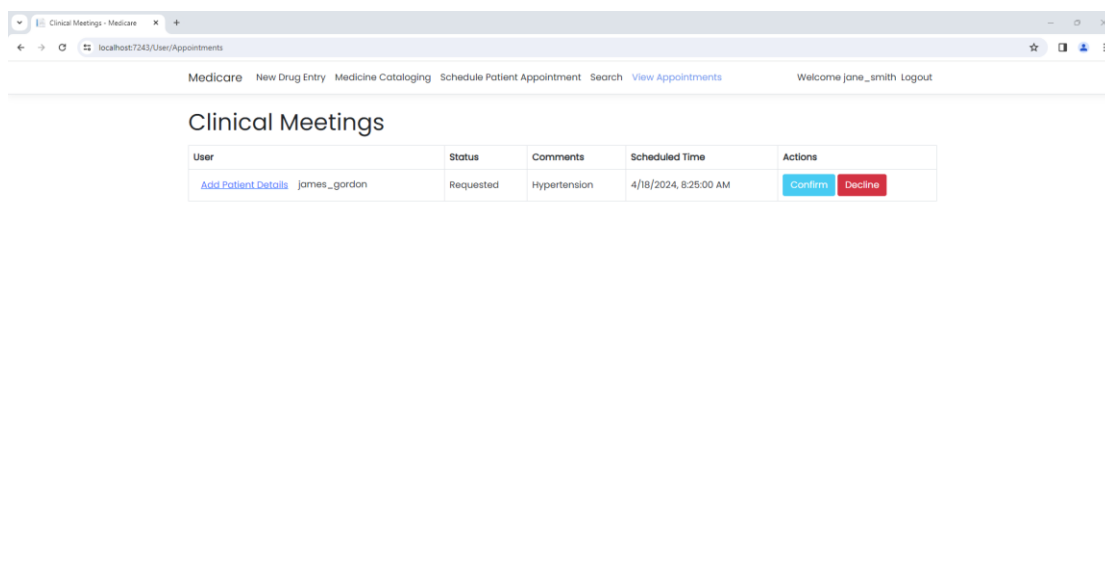 Clinical Meetings - Medicare
localhost:7243/User/Appointments
Medicare New Drug Entry Medicine Cataloging Schedule Patient Appointment Search View Appointments Welcome jane_smith Logout
Clinical Meetings
User Status Comments Scheduled Time Actions
Add Patient Details james_gordon Requested Hypertension 4/18/2024, 8:25:00 AM Confirm Decline